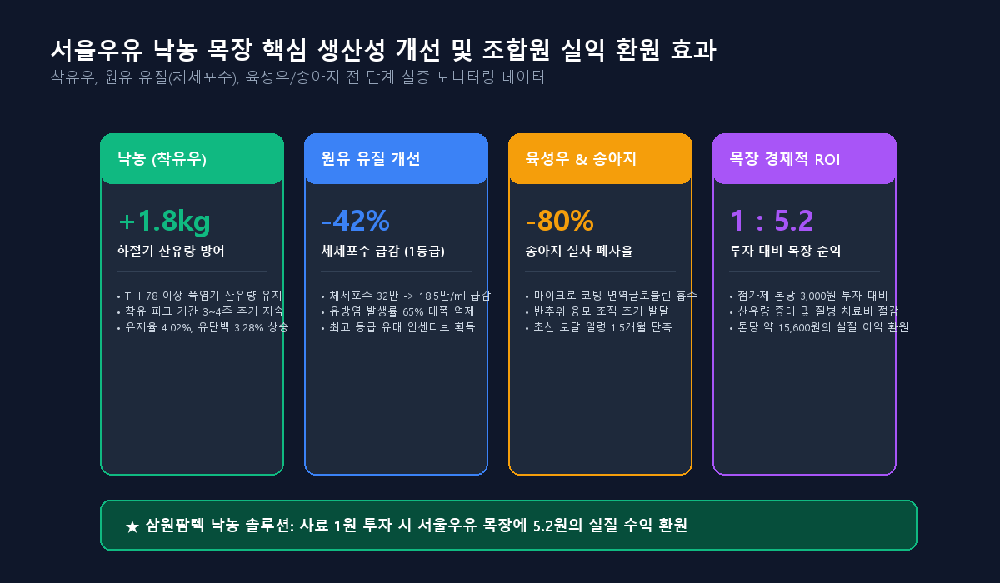 서울우유 낙농 목장 핵심 생산성 개선 및 조합원 실익 환원 효과
착유우, 원유 유질(체세포수), 육성우/송아지 전 단계 실증 모니터링 데이터
낙농 (착유우)
+1.8kg
하절기 산유량 방어
• THI 78 이상 폭염기 산유량 유지
• 착유 피크 기간 3~4주 추가 지속
• 유지율 4.02%, 유단백 3.28% 상승
원유 유질 개선
-42%
체세포수 급감 (1등급)
• 체세포수 32만 -> 18.5만/ml 급감
• 유방염 발생률 65% 대폭 억제
• 최고 등급 유대 인센티브 획득
육성우 & 송아지
-80%
송아지 설사 폐사율
• 마이크로 코팅 면역글로불린 흡수
• 반추위 융모 조직 조기 발달
• 초산 도달 일령 1.5개월 단축
목장 경제적 ROI
1 : 5.2
투자 대비 목장 순익
• 첨가제 톤당 3,000원 투자 대비
• 산유량 증대 및 질병 치료비 절감
• 톤당 약 15,600원의 실질 이익 환원
★ 삼원팜텍 낙농 솔루션: 사료 1원 투자 시 서울우유 목장에 5.2원의 실질 수익 환원